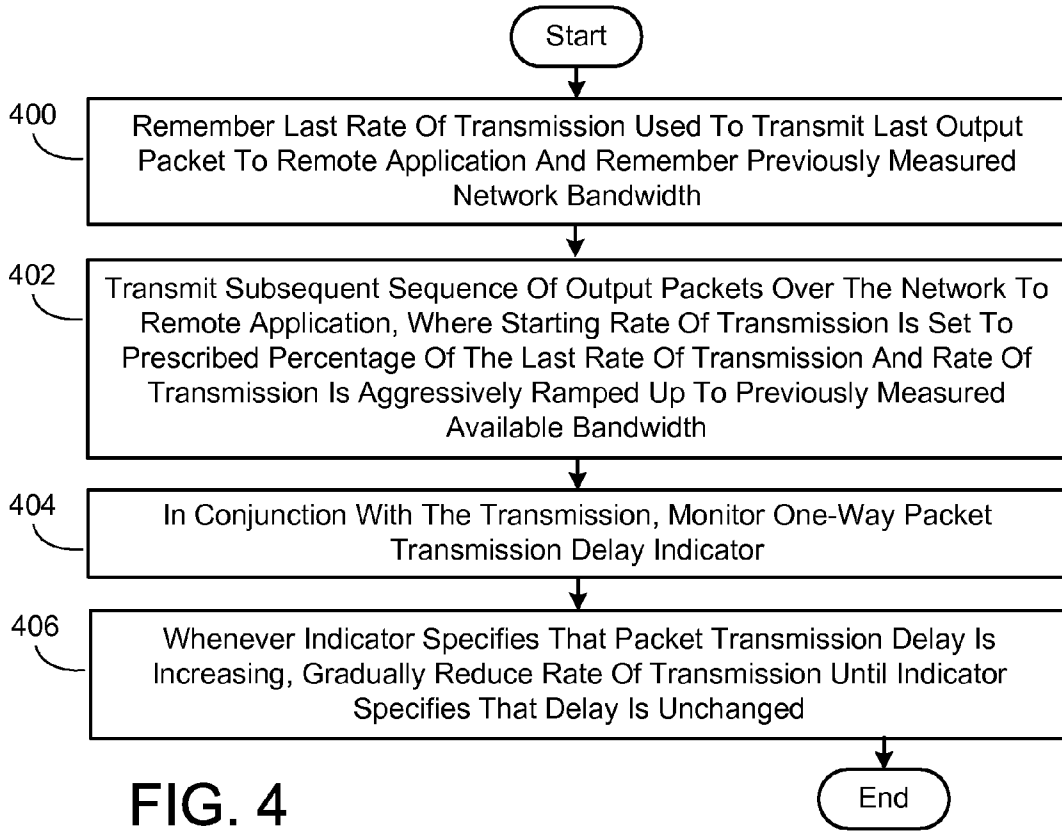 Start
400
Remember Last Rate Of Transmission Used To Transmit Last Output
Packet To Remote Application And Remember Previously Measured
Network Bandwidth
402
Transmit Subsequent Sequence Of Output Packets Over The Network To
Remote Application, Where Starting Rate Of Transmission Is Set To
Prescribed Percentage Of The Last Rate Of Transmission And Rate Of
Transmission Is Aggressively Ramped Up To Previously Measured
Available Bandwidth
404
In Conjunction With The Transmission, Monitor One-Way Packet
Transmission Delay Indicator
406
Whenever Indicator Specifies That Packet Transmission Delay Is
Increasing, Gradually Reduce Rate Of Transmission Until Indicator
Specifies That Delay Is Unchanged
End
FIG. 4